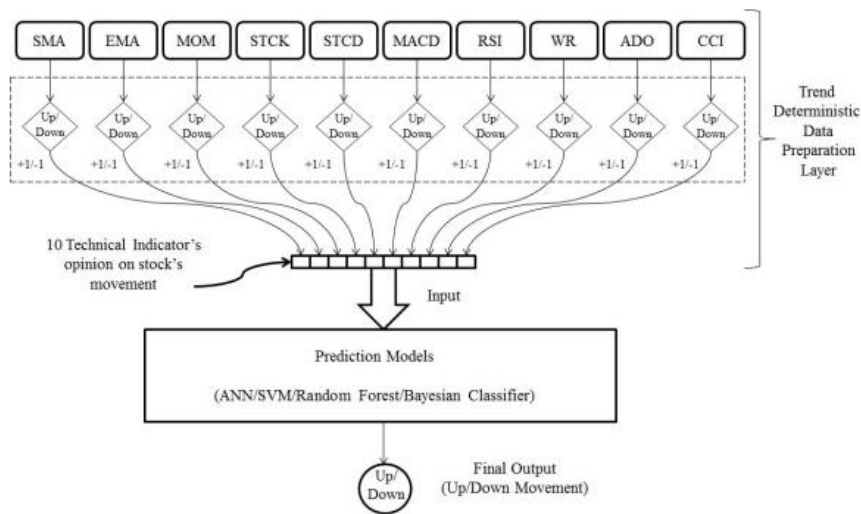 SMA EMA MOM STCK STCD MACD RSI WR ADO CCI
Up/ Up/ Up/ Up/ Up/ Up/ Up/ Up/ Up/ Up/
Down Down Down Down Down Down Down Down Down Down
+1/-1 +1/-1 +1/-1 +1/-1 +1/-1 +1/-1 +1/-1 +1/-1 +1/-1 +1/-1
Trend
Deterministic
Data
Preparation
Layer
10 Technical Indicator's
opinion on stock's
movement
Input
Prediction Models
(ANN/SVM/Random Forest/Bayesian Classifier)
Up/
Down
Final Output
(Up/Down Movement)